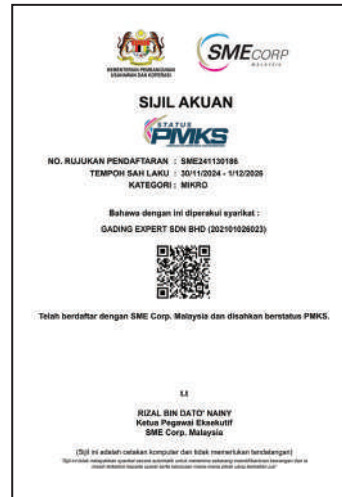 KEMENTERIAN PEMBANGUNAN
USAHAWAN DAN KOPERASI
SMECORP
MALAYSIA
SIJIL AKUAN
STATUS
PMKS
NO. RUJUKAN PENDAFTARAN : SME241130186
TEMPOH SAH LAKU : 30/11/2024 - 1/12/2026
KATEGORI : MIKRO
Bahawa dengan ini diperakui syarikat :
GADING EXPERT SDN BHD (202101026023)
Telah berdaftar dengan SME Corp. Malaysia dan disahkan berstatus PMKS.
t.t
RIZAL BIN DATO' NAINY
Ketua Pegawai Eksekutif
SME Corp. Malaysia
(Sijil ini adalah cetakan komputer dan tidak memerlukan tandatangan)